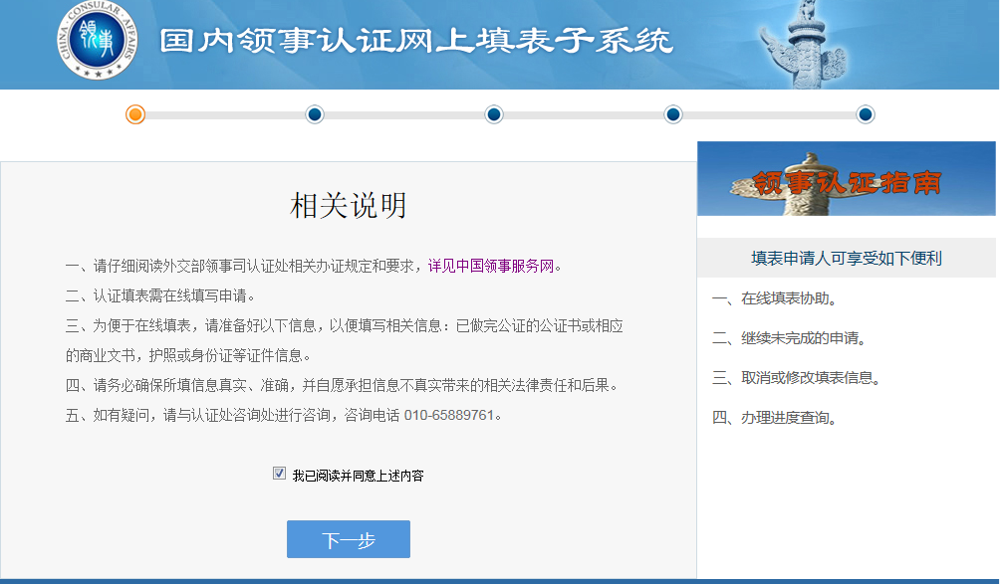 CHINA · CONSULAR · AFFAIRS
领事
国内领事认证网上填表子系统
相关说明
一、请仔细阅读外交部领事司认证处相关办证规定和要求，详见中国领事服务网。
二、认证填表需在线填写申请。
三、为便于在线填表，请准备好以下信息，以便填写相关信息：已做完公证的公证书或相应
的商业文书，护照或身份证等证件信息。
四、请务必确保所填信息真实、准确，并自愿承担信息不真实带来的相关法律责任和后果。
五、如有疑问，请与认证处咨询处进行咨询，咨询电话 010-65889761。
我已阅读并同意上述内容
下一步
领事认证指南
填表申请人可享受如下便利
一、在线填表协助。
二、继续未完成的申请。
三、取消或修改填表信息。
四、办理进度查询。